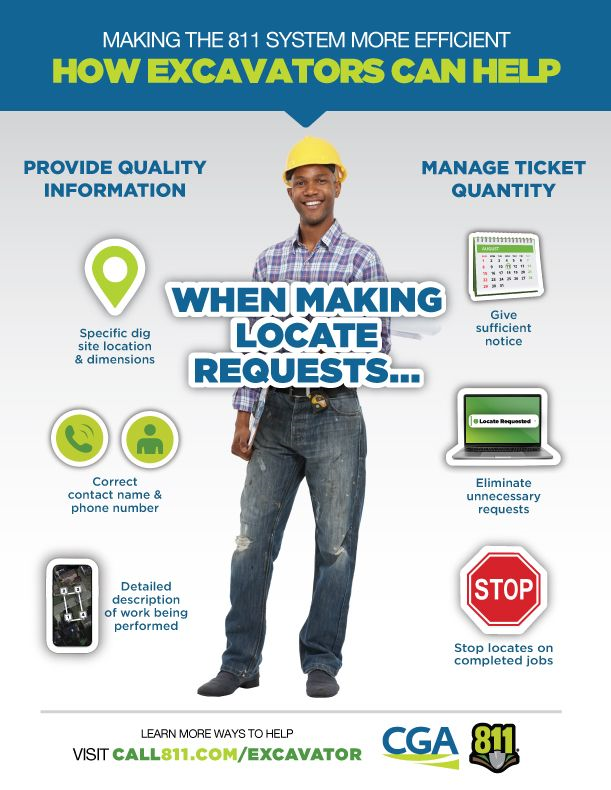 MAKING THE 811 SYSTEM MORE EFFICIENT
HOW EXCAVATORS CAN HELP
PROVIDE QUALITY
INFORMATION
Specific dig
site location
& dimensions
Correct
contact name &
phone number
Detailed
description
of work being
performed
WHEN MAKING
LOCATE
REQUESTS...
MANAGE TICKET
QUANTITY
AUGUST
Give
sufficient
notice
Locate Requested
Eliminate
unnecessary
requests
STOP
Stop locates on
completed jobs
LEARN MORE WAYS TO HELP
VISIT CALL811.COM/EXCAVATOR
CGA
811